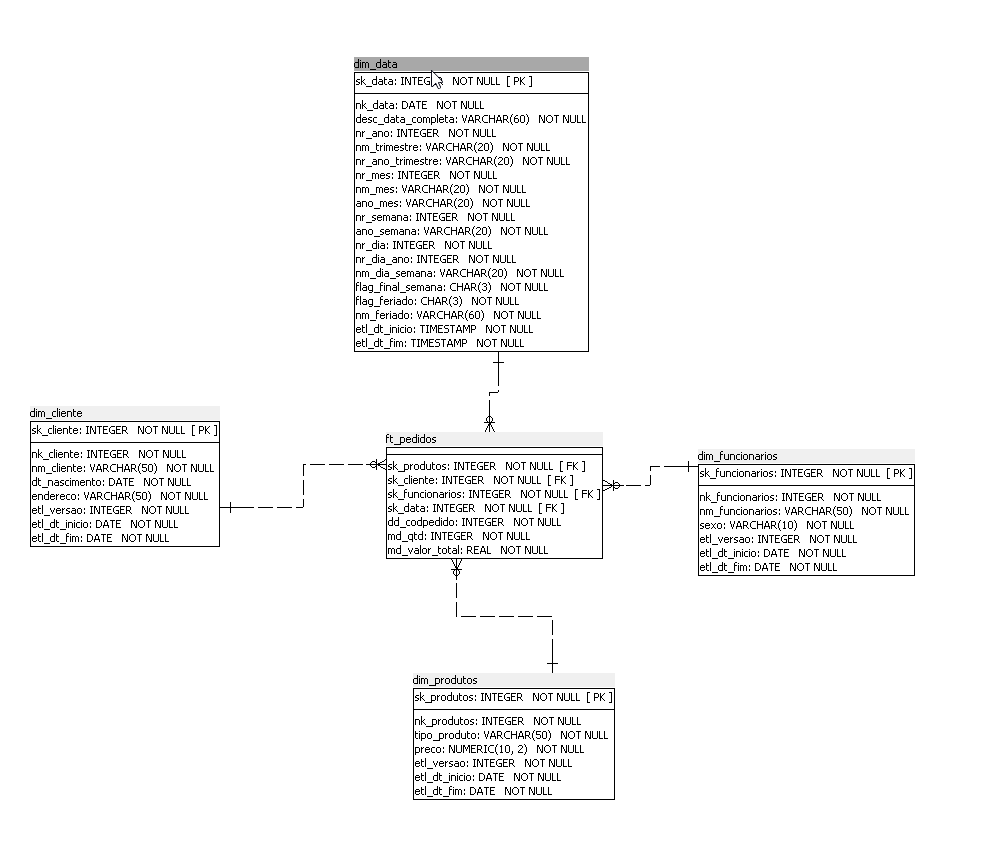 dim_data
sk_data: INTEG NOT NULL [ PK ]
nk_data: DATE NOT NULL
desc_data_completa: VARCHAR(60) NOT NULL
nr_ano: INTEGER NOT NULL
nm_trimestre: VARCHAR(20) NOT NULL
nr_ano_trimestre: VARCHAR(20) NOT NULL
nr_mes: INTEGER NOT NULL
nm_mes: VARCHAR(20) NOT NULL
ano_mes: VARCHAR(20) NOT NULL
nr_semana: INTEGER NOT NULL
ano_semana: VARCHAR(20) NOT NULL
nr_dia: INTEGER NOT NULL
nr_dia_ano: INTEGER NOT NULL
nm_dia_semana: VARCHAR(20) NOT NULL
flag_final_semana: CHAR(3) NOT NULL
flag_feriado: CHAR(3) NOT NULL
nm_feriado: VARCHAR(60) NOT NULL
etl_dt_inicio: TIMESTAMP NOT NULL
etl_dt_fim: TIMESTAMP NOT NULL
dim_cliente
sk_cliente: INTEGER NOT NULL [ PK ]
nk_cliente: INTEGER NOT NULL
nm_cliente: VARCHAR(50) NOT NULL
dt_nascimento: DATE NOT NULL
endereco: VARCHAR(50) NOT NULL
etl_versao: INTEGER NOT NULL
etl_dt_inicio: DATE NOT NULL
etl_dt_fim: DATE NOT NULL
ft_pedidos
sk_produtos: INTEGER NOT NULL [ FK ]
sk_cliente: INTEGER NOT NULL [ FK ]
sk_funcionarios: INTEGER NOT NULL [ FK ]
sk_data: INTEGER NOT NULL [ FK ]
dd_codpedido: INTEGER NOT NULL
md_qtd: INTEGER NOT NULL
md_valor_total: REAL NOT NULL
dim_funcionarios
sk_funcionarios: INTEGER NOT NULL [ PK ]
nk_funcionarios: INTEGER NOT NULL
nm_funcionarios: VARCHAR(50) NOT NULL
sexo: VARCHAR(10) NOT NULL
etl_versao: INTEGER NOT NULL
etl_dt_inicio: DATE NOT NULL
etl_dt_fim: DATE NOT NULL
dim_produtos
sk_produtos: INTEGER NOT NULL [ PK ]
nk_produtos: INTEGER NOT NULL
tipo_produto: VARCHAR(50) NOT NULL
preco: NUMERIC(10, 2) NOT NULL
etl_versao: INTEGER NOT NULL
etl_dt_inicio: DATE NOT NULL
etl_dt_fim: DATE NOT NULL